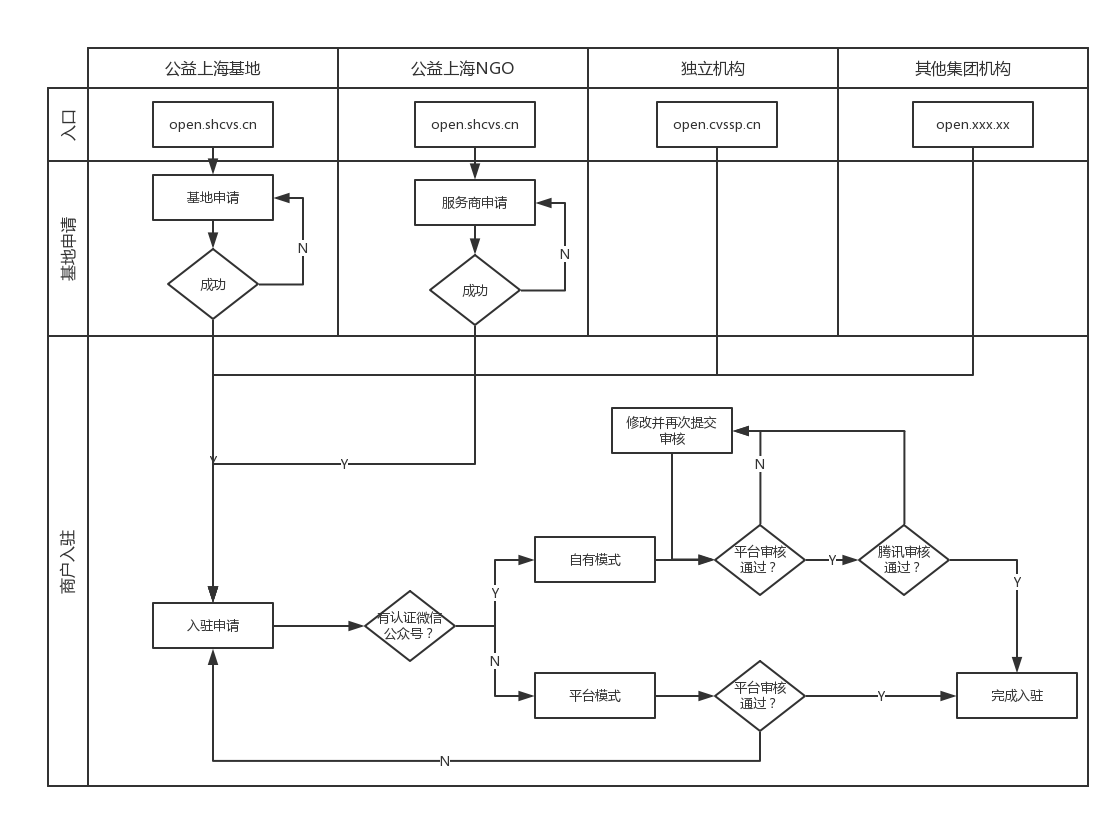 公益上海基地
公益上海NGO
独立机构
其他集团机构
入口
open.shcvs.cn
open.shcvs.cn
open.cvssp.cn
open.xxx.xx
基地申请
基地申请
服务商申请
N
N
成功
成功
商户入驻
修改并再次提交
审核
Y
Y
N
自有模式
平台审核
通过？
Y
腾讯审核
通过？
Y
Y
入驻申请
有认证微信
公众号？
N
平台模式
平台审核
通过？
Y
完成入驻
N